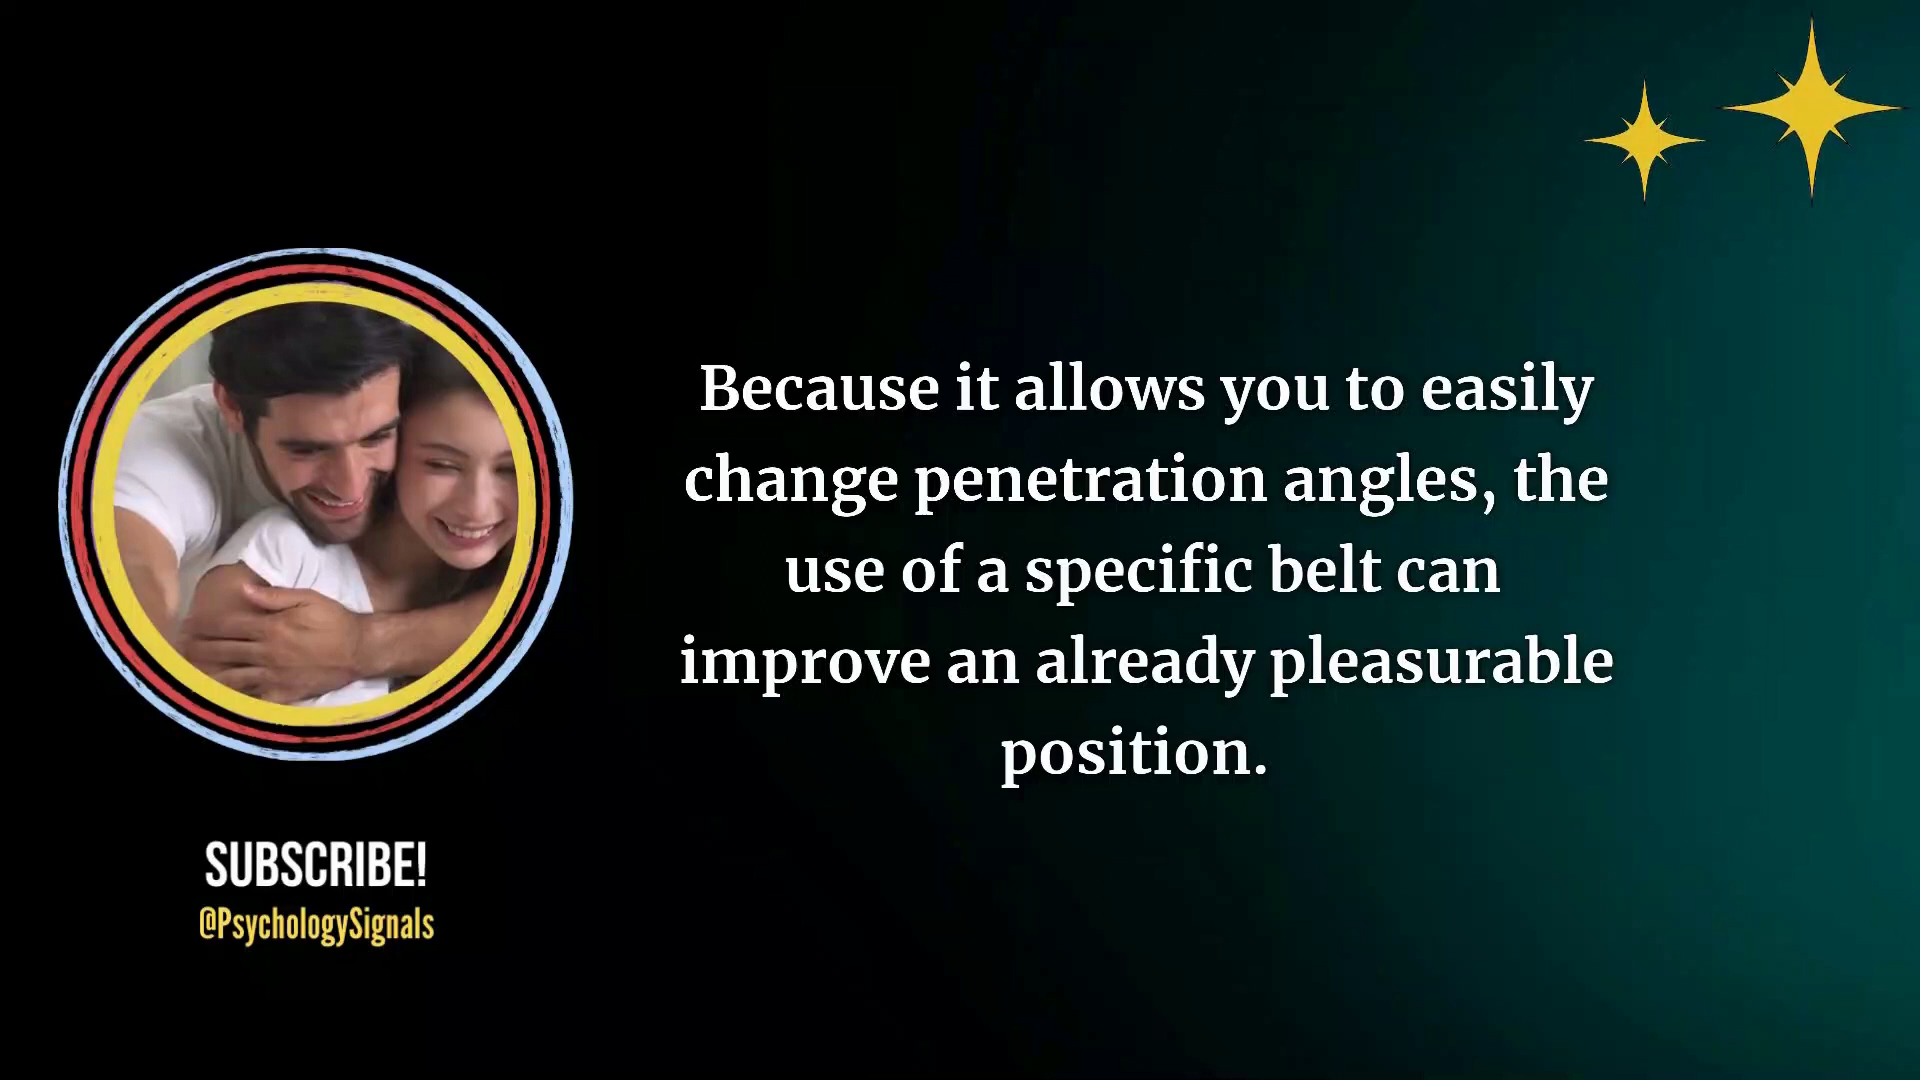 Because it allows you to easily
change penetration angles, the
use of a specific belt can
improve an already pleasurable
position.
SUBSCRIBE!
@PsychologySignals